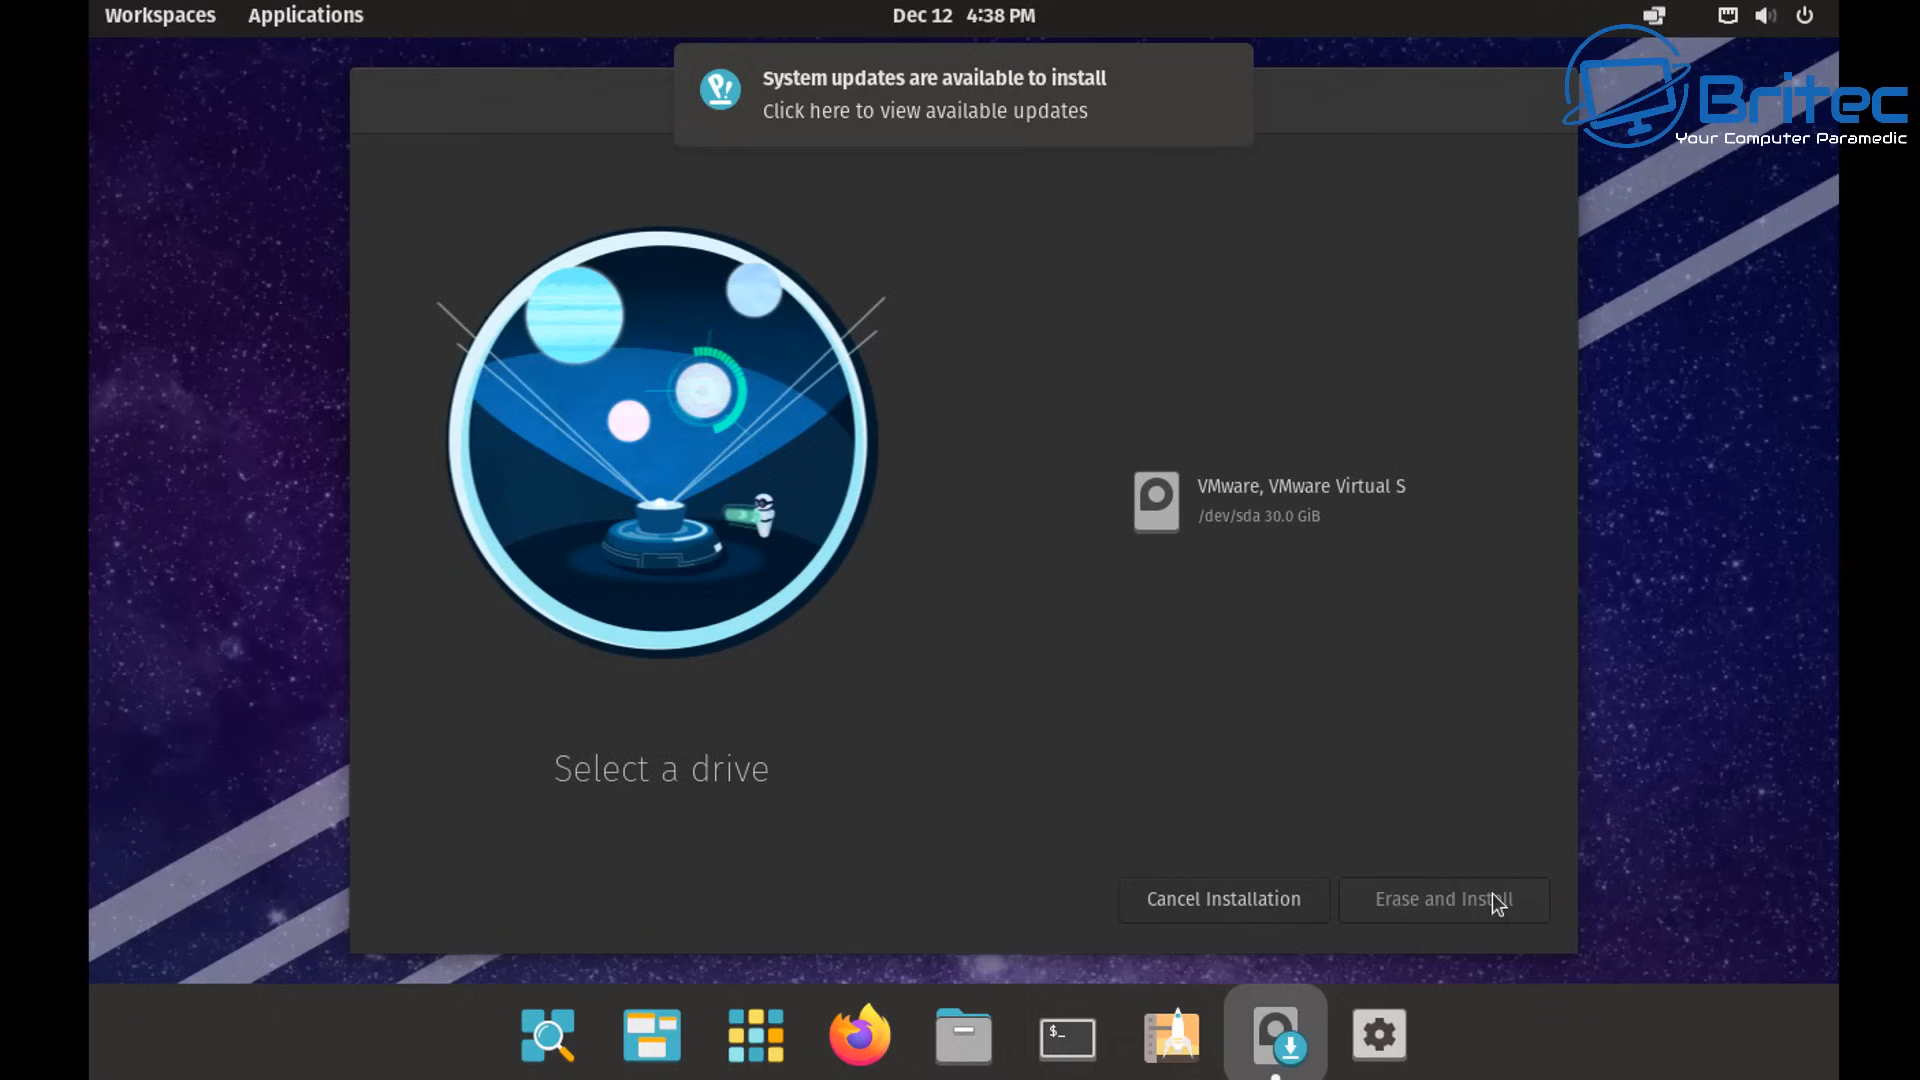 Workspaces Applications Dec 12 4:38 PM
System updates are available to install
Click here to view available updates
Britec
Your Computer Paramedic
VMware, VMware Virtual S
/dev/sda 30.0 GiB
Select a drive
Cancel Installation Erase and Install
$_